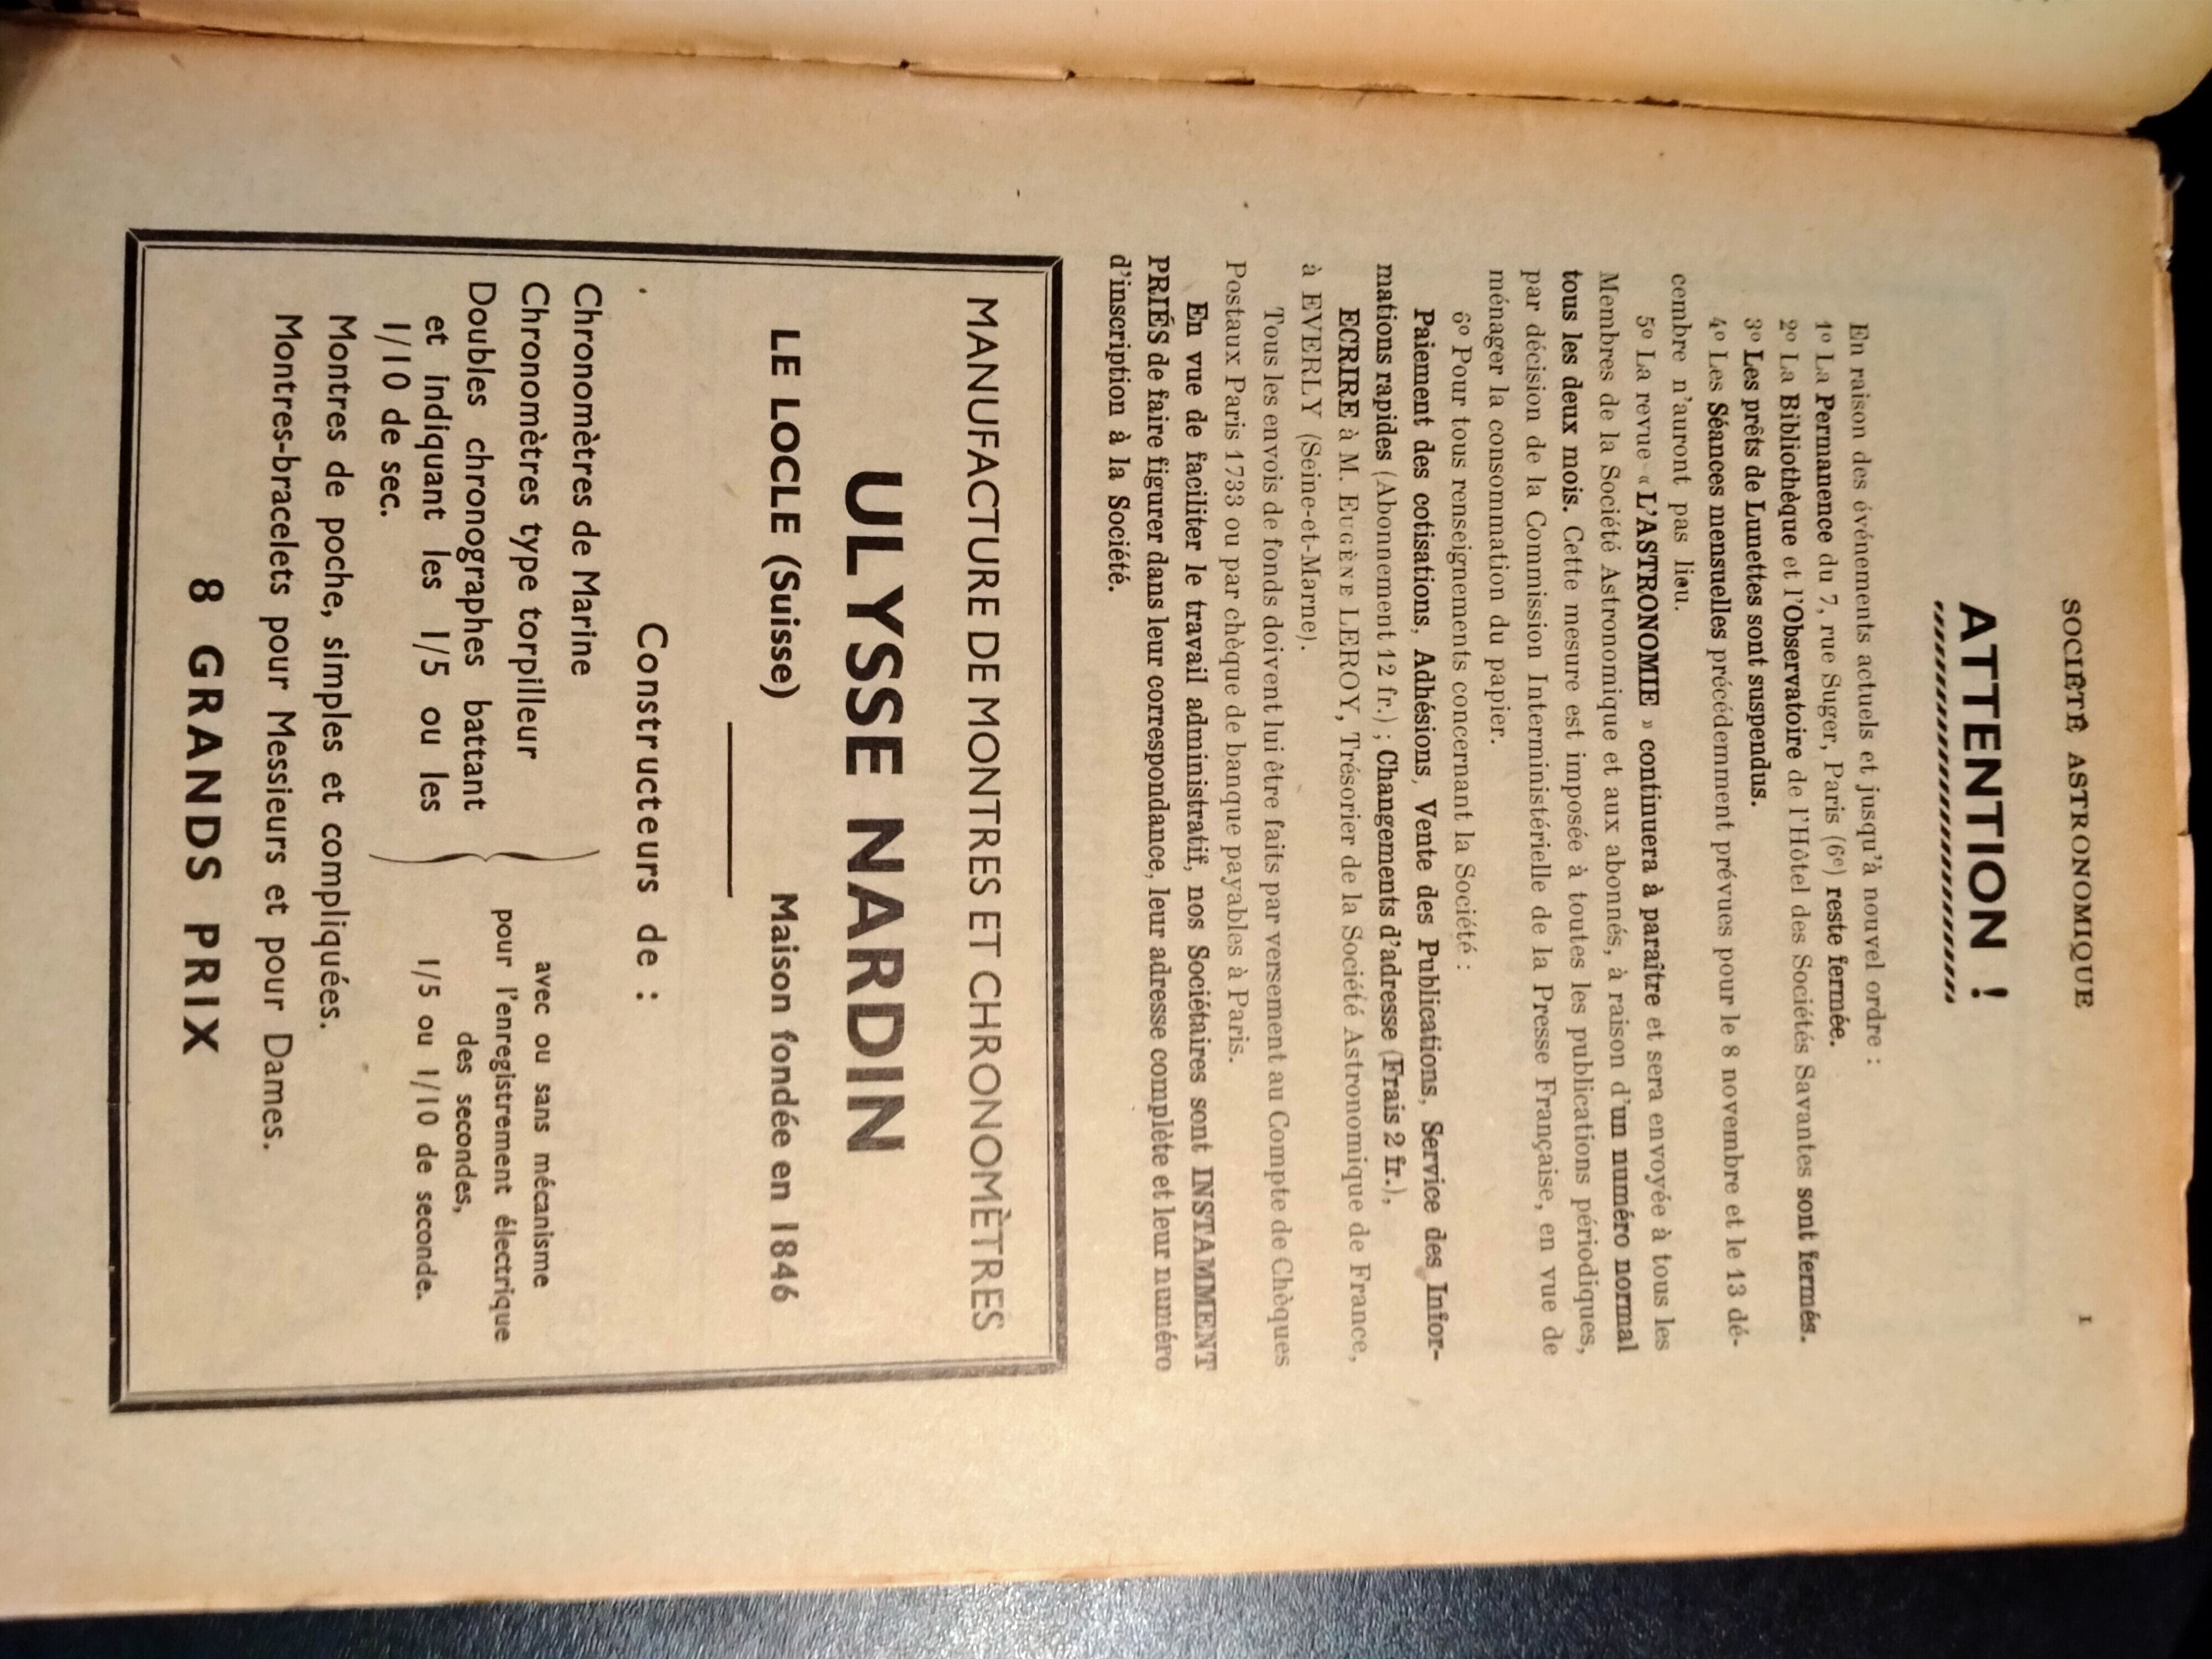 SOCIÉTÉ ASTRONOMIQUE I
ATTENTION !
En raison des événements actuels et jusqu'à nouvel ordre :
1º La Permanence du 7, rue Suger, Paris (6e) reste fermée.
2º La Bibliothèque et l'Observatoire de l'Hôtel des Sociétés Savantes sont fermés.
3º Les prêts de Lunettes sont suspendus.
4º Les Séances mensuelles précédemment prévues pour le 8 novembre et le 13 dé-
cembre n'auront pas lieu.
5º La revue « L'ASTRONOMIE » continuera à paraître et sera envoyée à tous les
Membres de la Société Astronomique et aux abonnés, à raison d'un numéro normal
tous les deux mois. Cette mesure est imposée à toutes les publications périodiques,
par décision de la Commission Interministérielle de la Presse Française, en vue de
ménager la consommation du papier.
6º Pour tous renseignements concernant la Société :
Paiement des cotisations, Adhésions, Vente des Publications, Service des Infor-
mations rapides (Abonnement 12 fr.) ; Changements d'adresse (Frais 2 fr.),
ECRIRE à M. EUGÈNE LEROY, Trésorier de la Société Astronomique de France,
à EVERLY (Seine-et-Marne).
Tous les envois de fonds doivent lui être faits par versement au Compte de Chèques
Postaux Paris 1733 ou par chèque de banque payables à Paris.
En vue de faciliter le travail administratif, nos Sociétaires sont INSTAMMENT
PRIÉS de faire figurer dans leur correspondance, leur adresse complète et leur numéro
d'inscription à la Société.
MANUFACTURE DE MONTRES ET CHRONOMÈTRES
ULYSSE NARDIN
LE LOCLE (Suisse) Maison fondée en 1846
Constructeurs de :
Chronomètres de Marine
Chronomètres type torpilleur
Doubles chronographes battant
et indiquant les 1/5 ou les
1/10 de sec.
avec ou sans mécanisme
pour l'enregistrement électrique
des secondes,
1/5 ou 1/10 de seconde.
Montres de poche, simples et compliquées.
Montres-bracelets pour Messieurs et pour Dames.
8 GRANDS PRIX